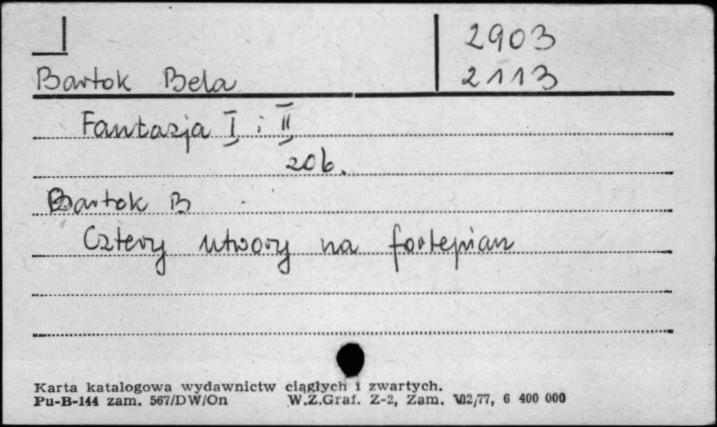 2903
Bartok Bela 2113
Fantazja I i II
zob.
Bartok B
Cztery utwory na fortepian
Karta katalogowa wydawnictw ciągłych i zwartych.
Pu-B-144 zam. 567/DW/On W.Z.Graf. Z-2, Zam. 102/77, 6 400 000